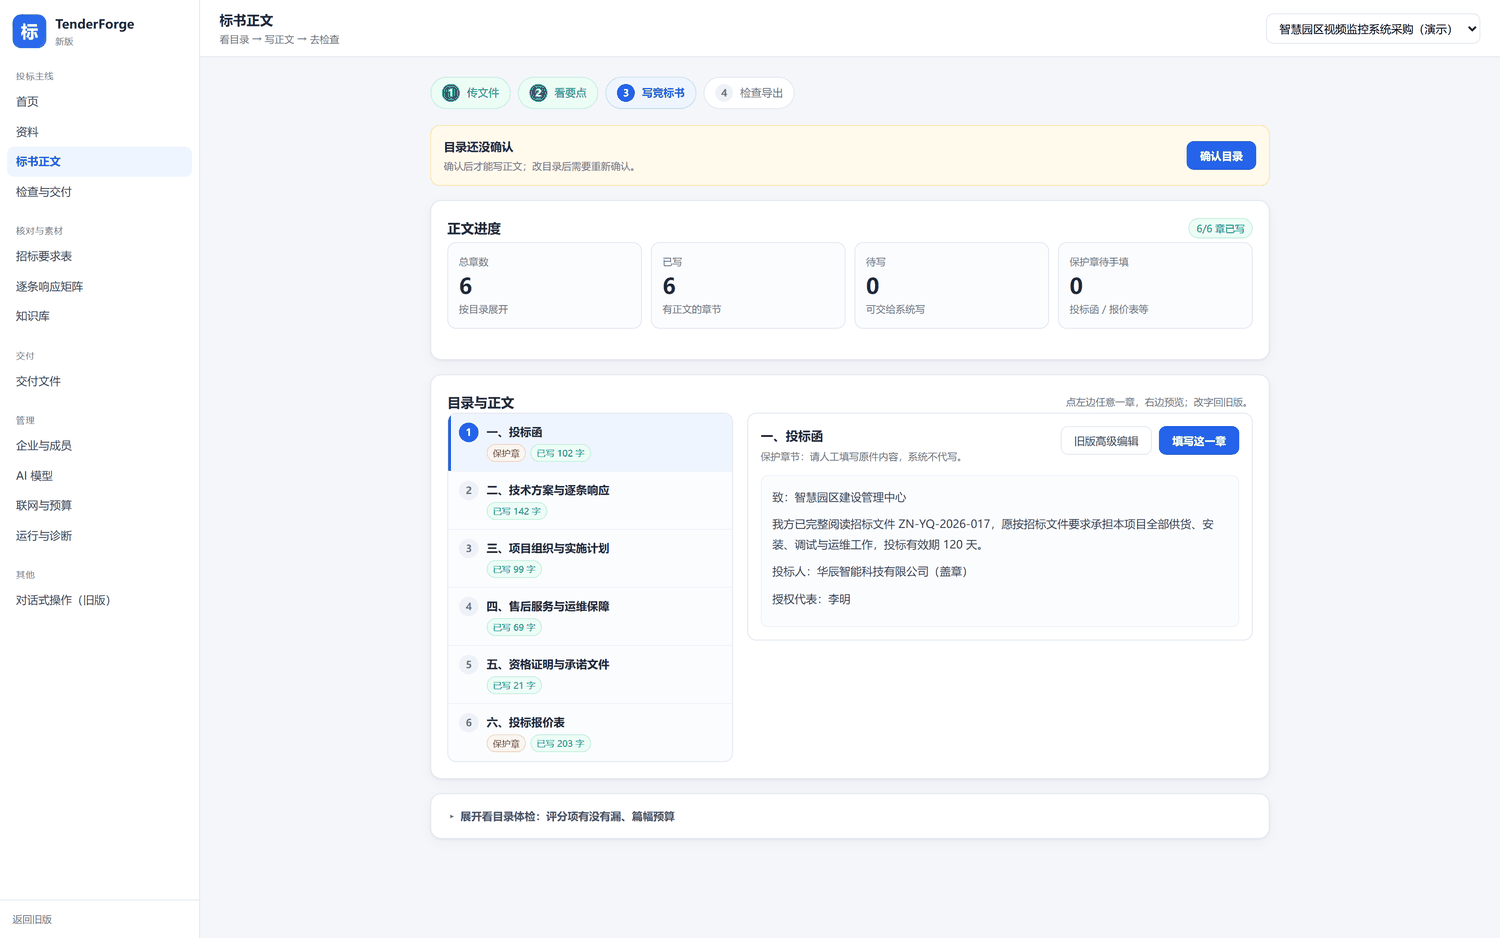 标
TenderForge
新版
投标主线
首页
资料
标书正文
检查与交付
核对与素材
招标要求表
逐条响应矩阵
知识库
交付
交付文件
管理
企业与成员
AI 模型
联网与预算
运行与诊断
其他
对话式操作（旧版）
返回旧版
标书正文
看目录 → 写正文 → 去检查
智慧园区视频监控系统采购（演示）
1 传文件
2 看要点
3 写竞标书
4 检查导出
目录还没确认
确认后才能写正文；改目录后需要重新确认。
确认目录
正文进度
6/6 章已写
总章数
6
按目录展开
已写
6
有正文的章节
待写
0
可交给系统写
保护章待手填
0
投标函 / 报价表等
目录与正文
点左边任意一章，右边预览；改字回旧版。
1 一、投标函
保护章 已写 102 字
2 二、技术方案与逐条响应
已写 142 字
3 三、项目组织与实施计划
已写 99 字
4 四、售后服务与运维保障
已写 69 字
5 五、资格证明与承诺文件
已写 21 字
6 六、投标报价表
保护章 已写 203 字
一、投标函
保护章节：请人工填写原件内容，系统不代写。
旧版高级编辑
填写这一章
致：智慧园区建设管理中心
我方已完整阅读招标文件 ZN-YQ-2026-017，愿按招标文件要求承担本项目全部供货、安
装、调试与运维工作，投标有效期 120 天。
投标人：华辰智能科技有限公司（盖章）
授权代表：李明
展开看目录体检：评分项有没有漏、篇幅预算